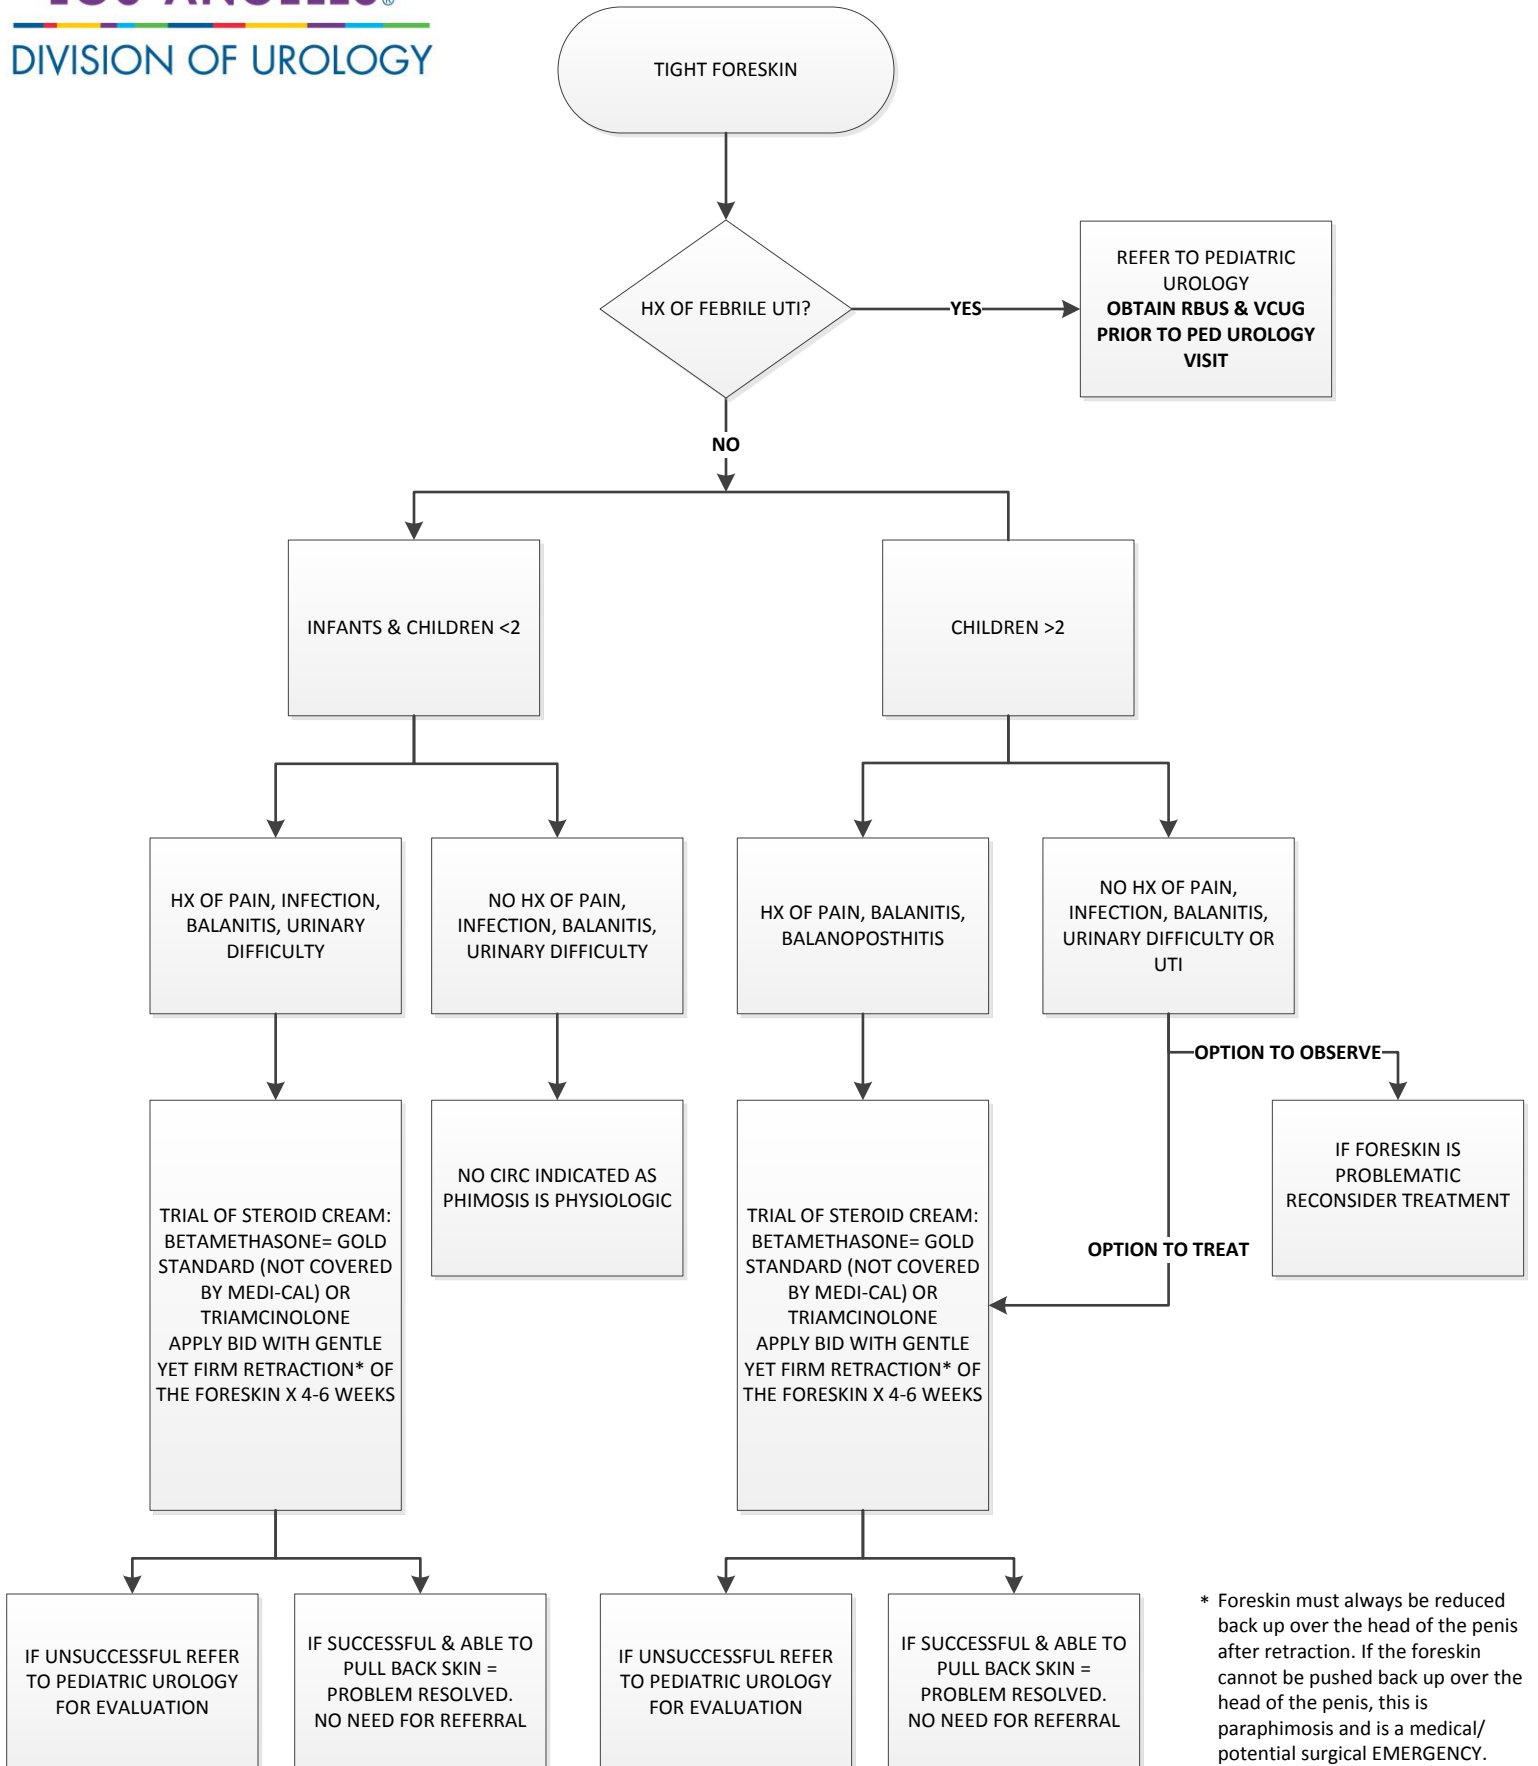 LOS ANGELES®
DIVISION OF UROLOGY
TIGHT FORESKIN
HX OF FEBRILE UTI?
YES
REFER TO PEDIATRIC
UROLOGY
OBTAIN RBUS & VCUG
PRIOR TO PED UROLOGY
VISIT
NO
INFANTS & CHILDREN <2
CHILDREN >2
HX OF PAIN, INFECTION,
BALANITIS, URINARY
DIFFICULTY
NO HX OF PAIN,
INFECTION, BALANITIS,
URINARY DIFFICULTY
HX OF PAIN, BALANITIS,
BALANOPOSTHITIS
NO HX OF PAIN,
INFECTION, BALANITIS,
URINARY DIFFICULTY OR
UTI
OPTION TO OBSERVE
TRIAL OF STEROID CREAM:
BETAMETHASONE= GOLD
STANDARD (NOT COVERED
BY MEDI-CAL) OR
TRIAMCINOLONE
APPLY BID WITH GENTLE
YET FIRM RETRACTION* OF
THE FORESKIN X 4-6 WEEKS
NO CIRC INDICATED AS
PHIMOSIS IS PHYSIOLOGIC
TRIAL OF STEROID CREAM:
BETAMETHASONE= GOLD
STANDARD (NOT COVERED
BY MEDI-CAL) OR
TRIAMCINOLONE
APPLY BID WITH GENTLE
YET FIRM RETRACTION* OF
THE FORESKIN X 4-6 WEEKS
OPTION TO TREAT
IF FORESKIN IS
PROBLEMATIC
RECONSIDER TREATMENT
IF UNSUCCESSFUL REFER
TO PEDIATRIC UROLOGY
FOR EVALUATION
IF SUCCESSFUL & ABLE TO
PULL BACK SKIN =
PROBLEM RESOLVED.
NO NEED FOR REFERRAL
IF UNSUCCESSFUL REFER
TO PEDIATRIC UROLOGY
FOR EVALUATION
IF SUCCESSFUL & ABLE TO
PULL BACK SKIN =
PROBLEM RESOLVED.
NO NEED FOR REFERRAL
* Foreskin must always be reduced
back up over the head of the penis
after retraction. If the foreskin
cannot be pushed back up over the
head of the penis, this is
paraphimosis and is a medical/
potential surgical EMERGENCY.